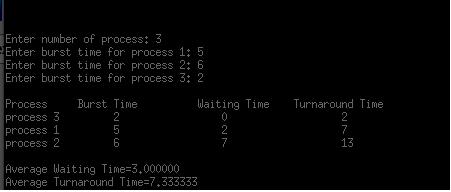 Enter number of process: 3
Enter burst time for process 1: 5
Enter burst time for process 2: 6
Enter burst time for process 3: 2
Process Burst Time Waiting Time Turnaround Time
process 3 2 0 2
process 1 5 2 7
process 2 6 7 13
Average Waiting Time=3.000000
Average Turnaround Time=7.333333